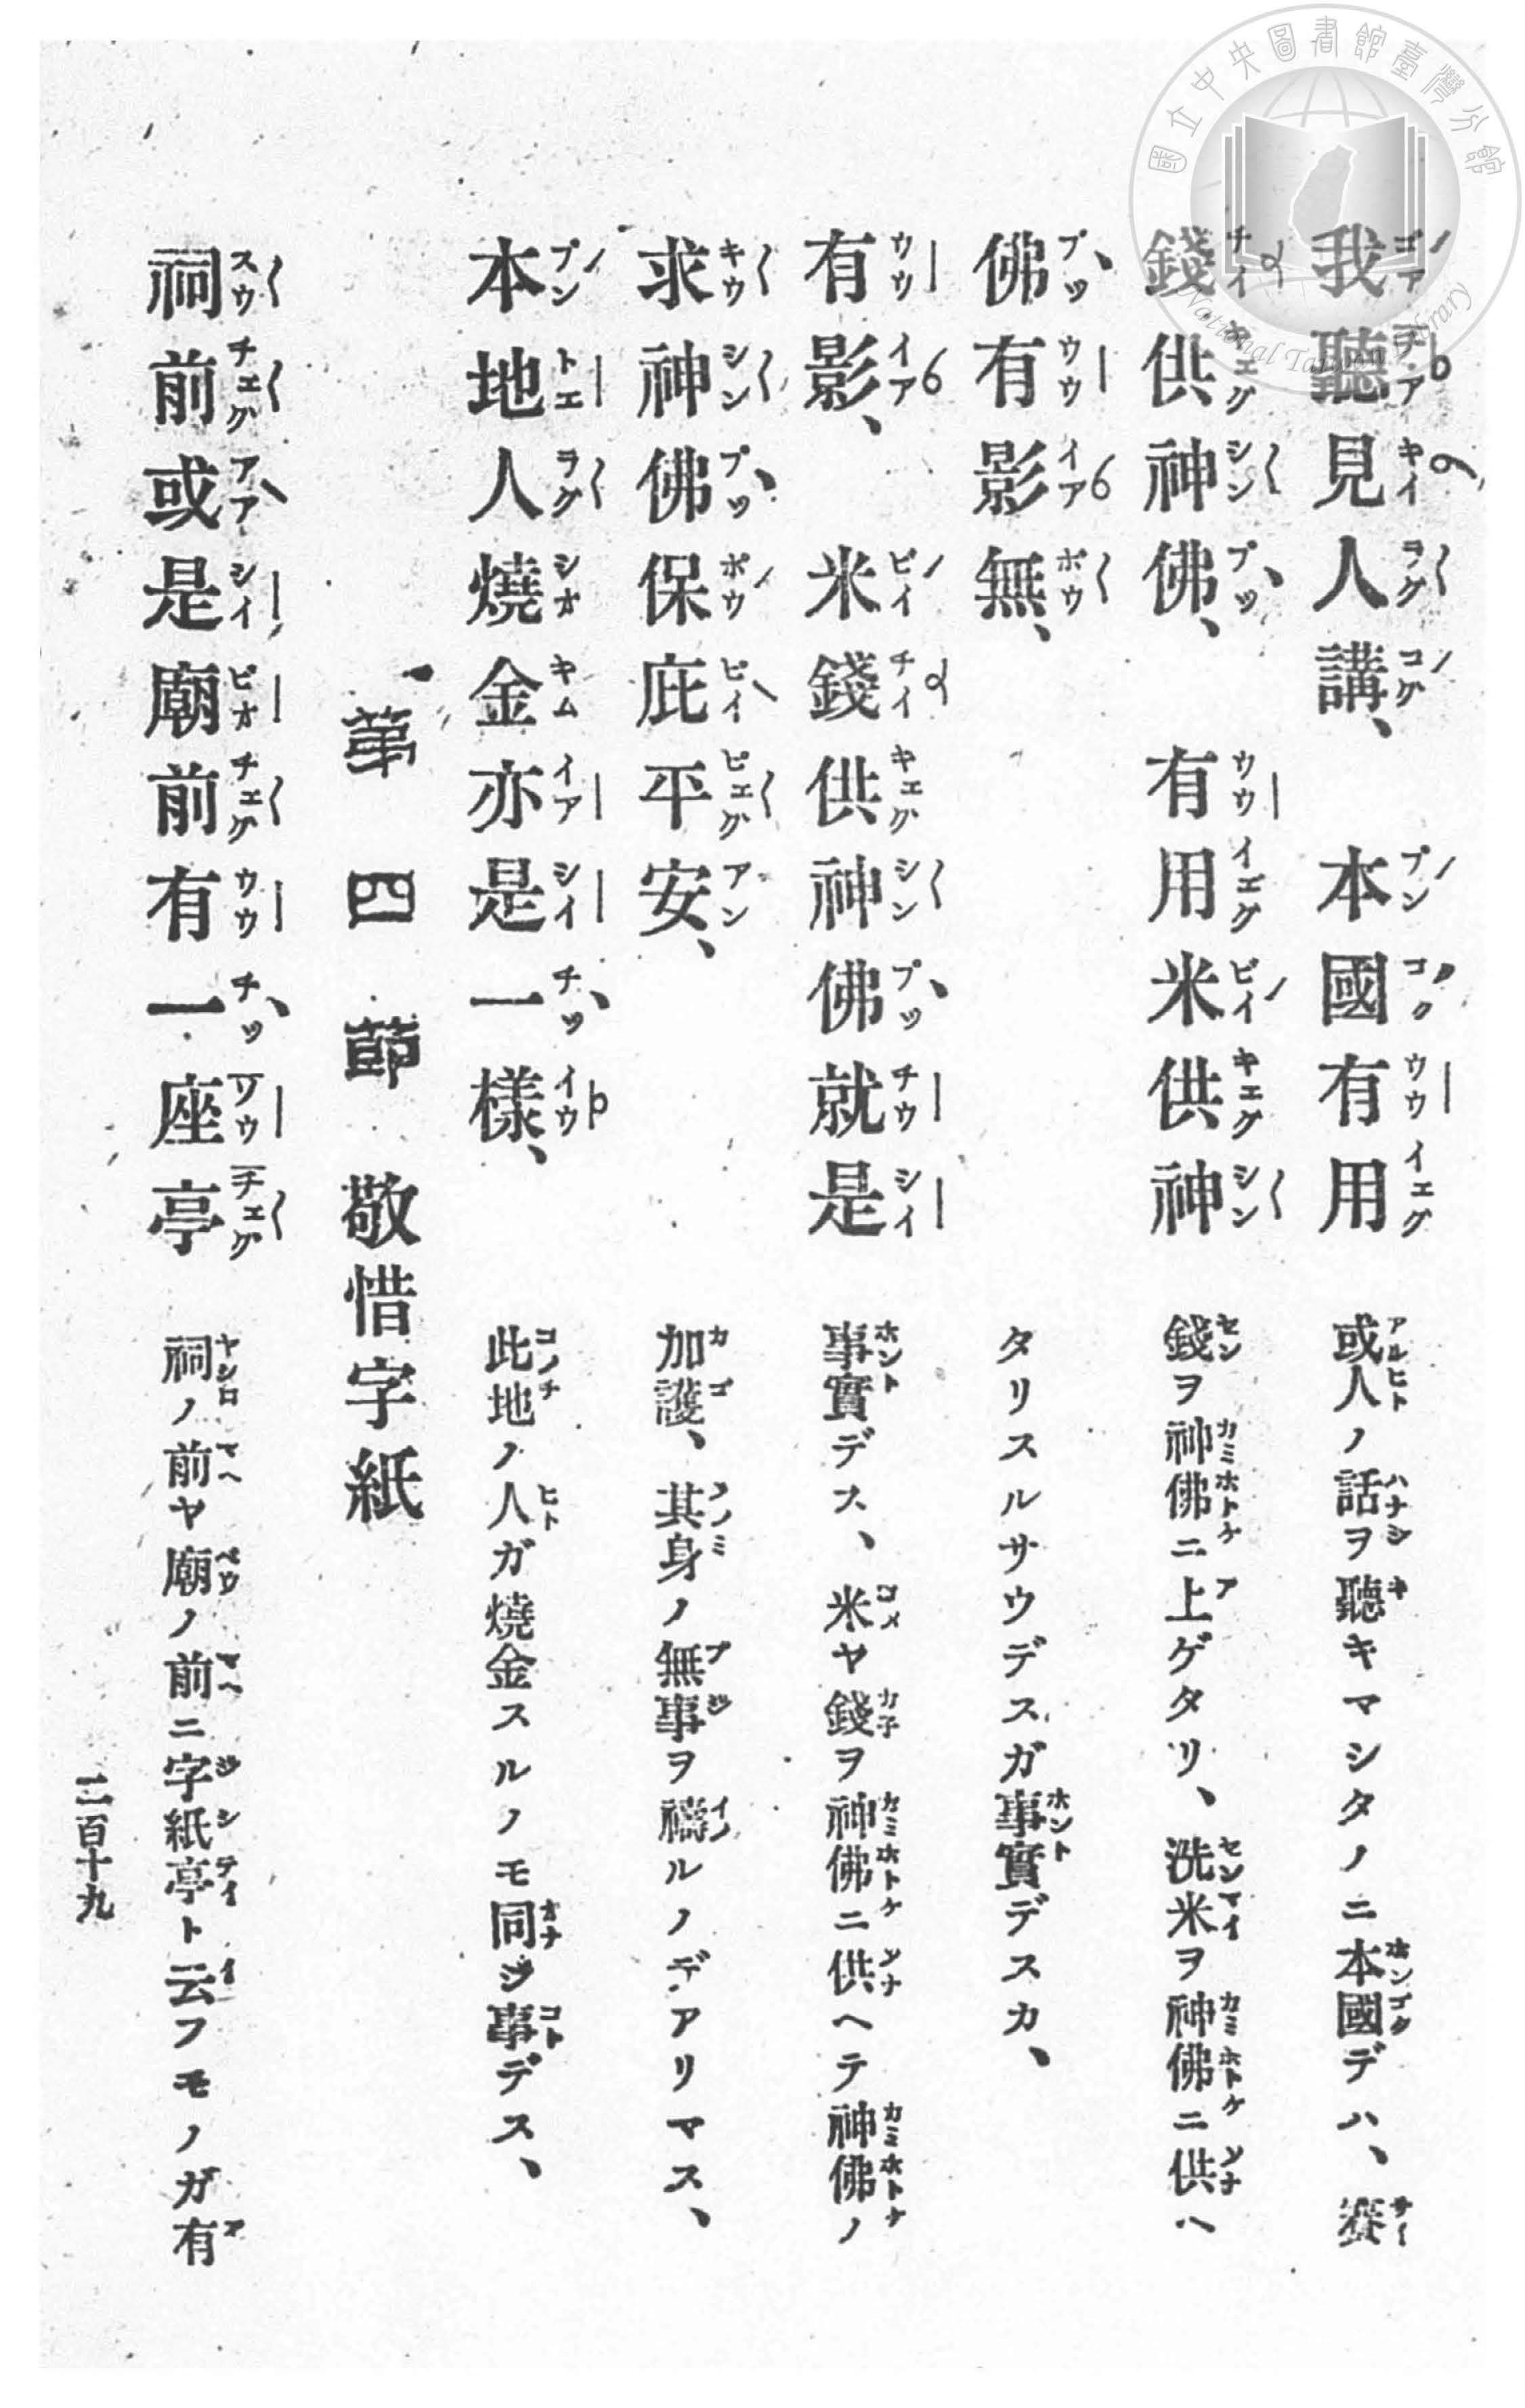 我聽見人講、本國有用
或人ノ話ヲ聽キマシタノニ本國デハ、賽
錢供神佛、有用米供神
錢ヲ神佛ニ上ゲタリ、洗米ヲ神佛ニ供ヘ
佛有影無、
タリスルサウデスガ事實デスカ、
有影、米錢供神佛就是
事實デス、米ヤ錢ヲ神佛ニ供ヘテ神佛ノ
求神佛保庇平安、
加護、其身ノ無事ヲ禱ルノデアリマス、
本地人燒金亦是一樣、
此地ノ人ガ燒金スルノモ同ジ事デス、
第四節 敬惜字紙
祠前或是廟前有一座亭
祠ノ前ヤ廟ノ前ニ字紙亭ト云フモノガ有
二百十九
國立中央圖書館臺灣分館
National Taiwan Library